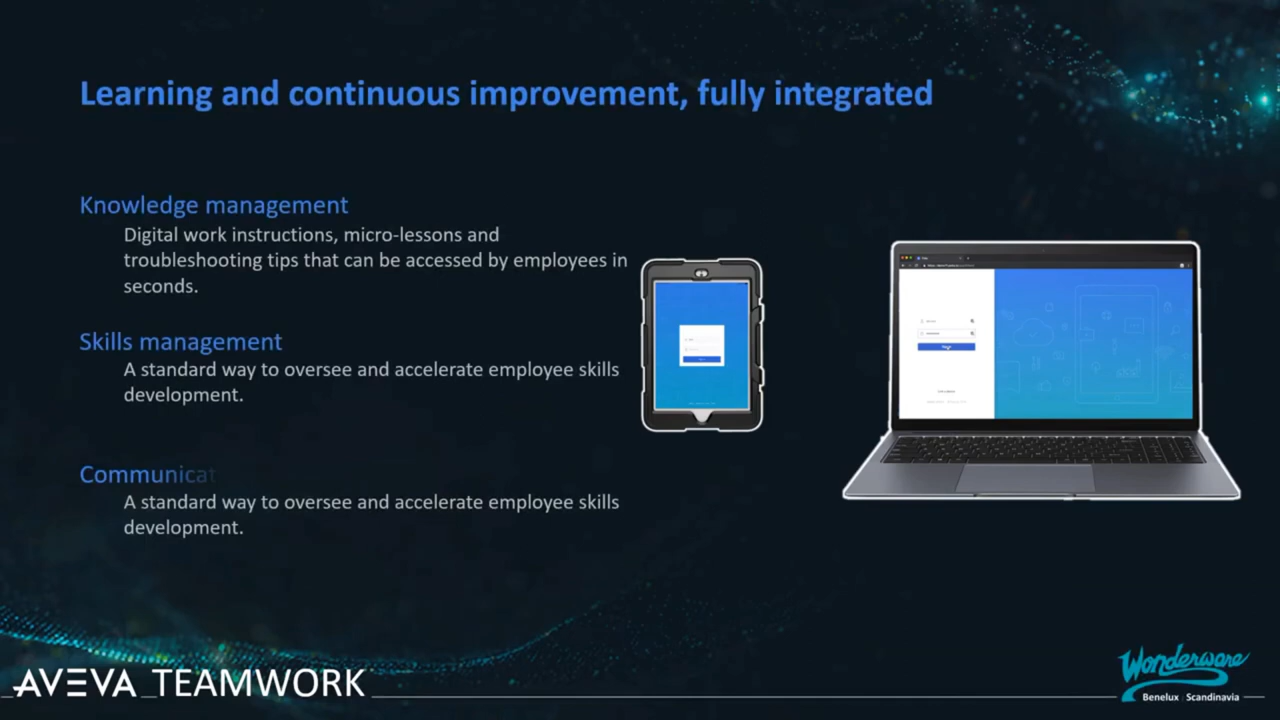 Learning and continuous improvement, fully integrated
Knowledge management
Digital work instructions, micro-lessons and
troubleshooting tips that can be accessed by employees in
seconds.
Skills management
A standard way to oversee and accelerate employee skills
development.
Communicat
A standard way to oversee and accelerate employee skills
development.
AVEVA TEAMWORK
Wonderware
Benelux Scandinavia